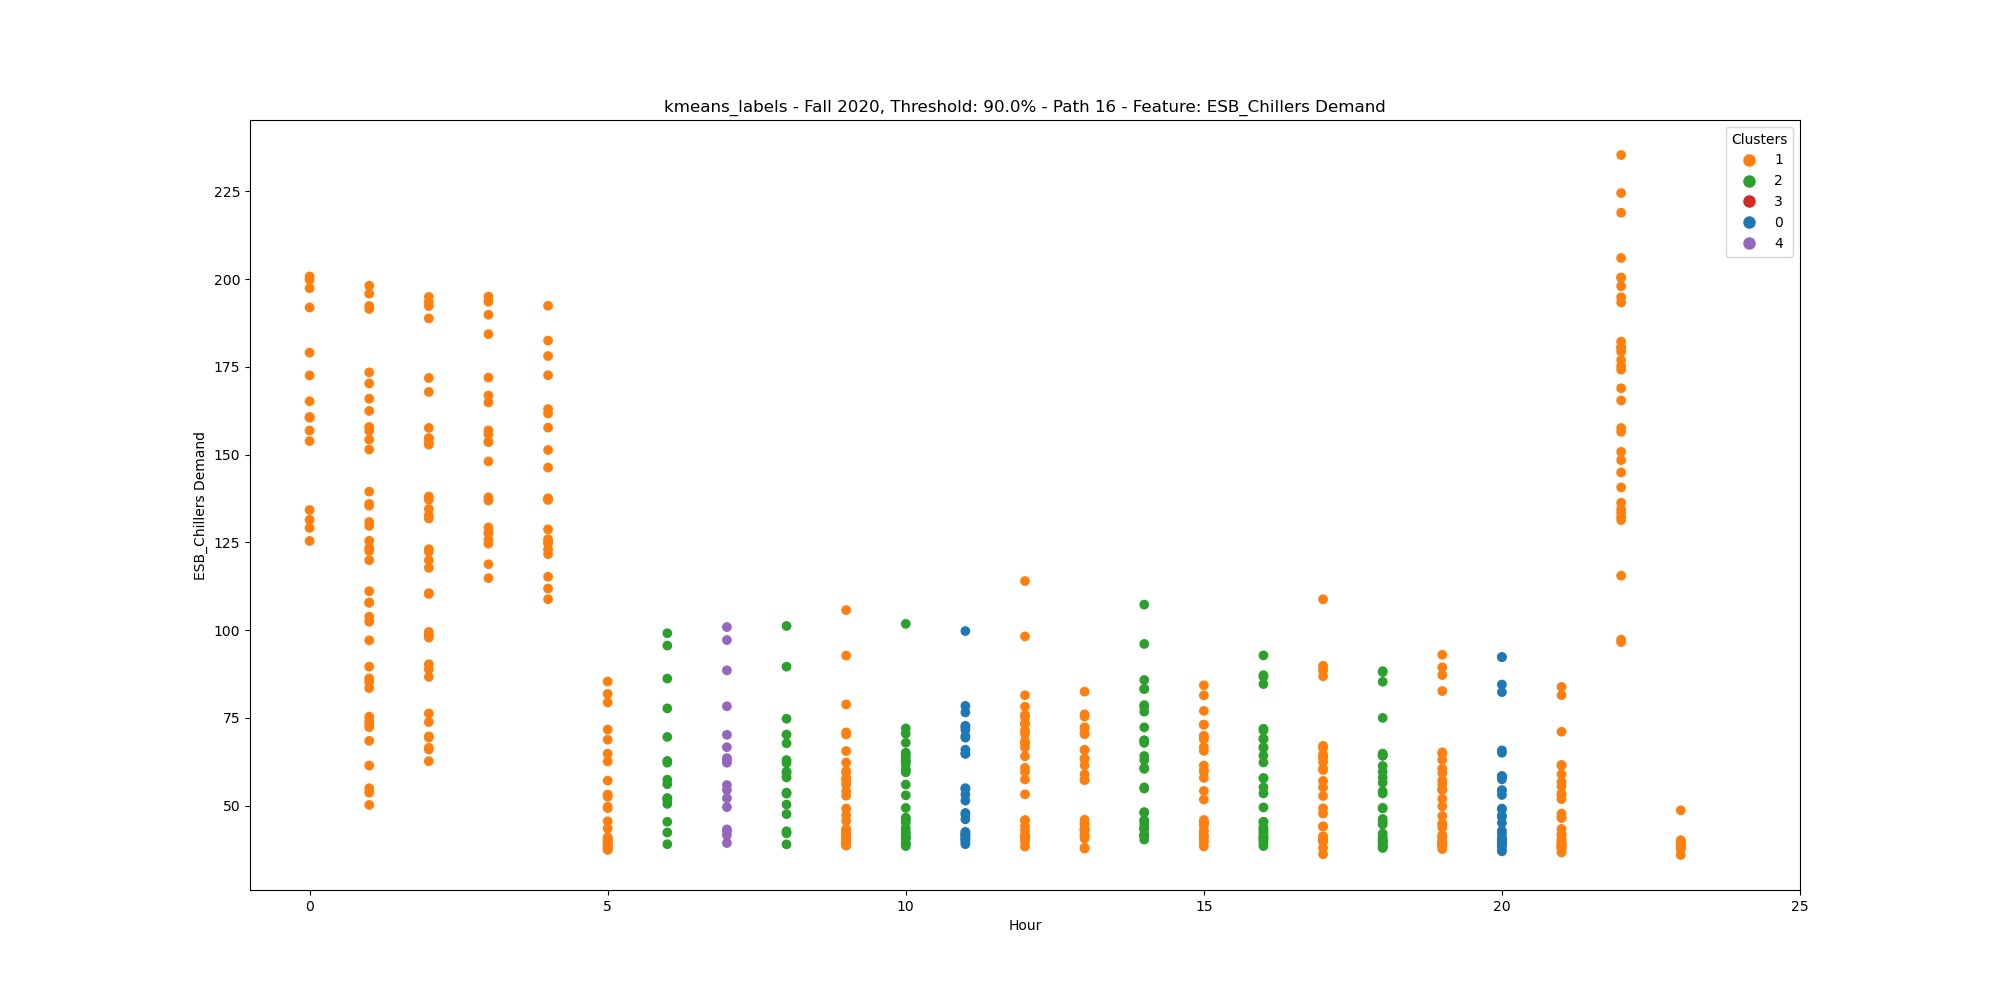 kmeans_labels - Fall 2020, Threshold: 90.0% - Path 16 - Feature: ESB_Chillers Demand
Clusters
1
2
3
0
4
225
200
175
150
125
100
75
50
ESB_Chillers Demand
0 5 10 15 20 25
Hour